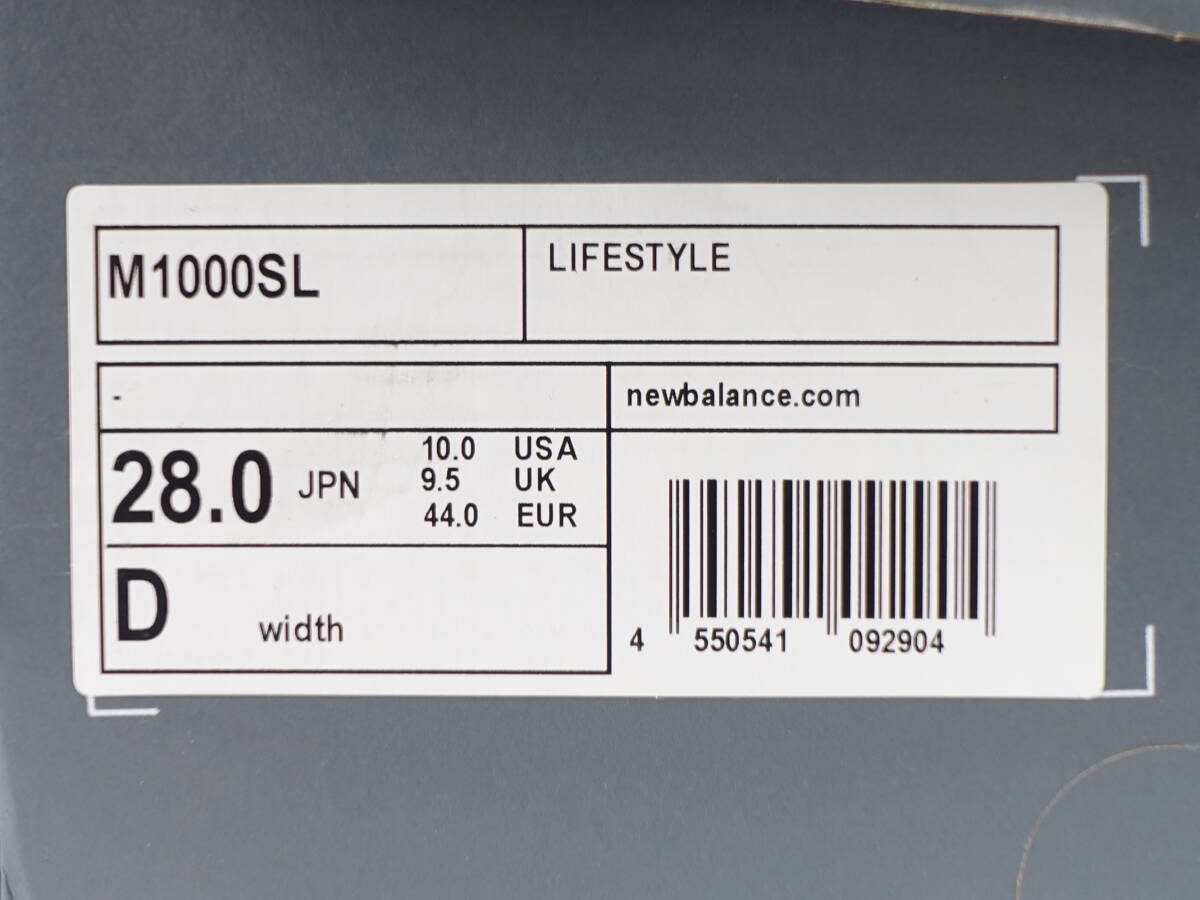 M1000SL
LIFESTYLE
-
newbalance.com
28.0 JPN
10.0 USA
9.5 UK
44.0 EUR
D width
4 550541 092904